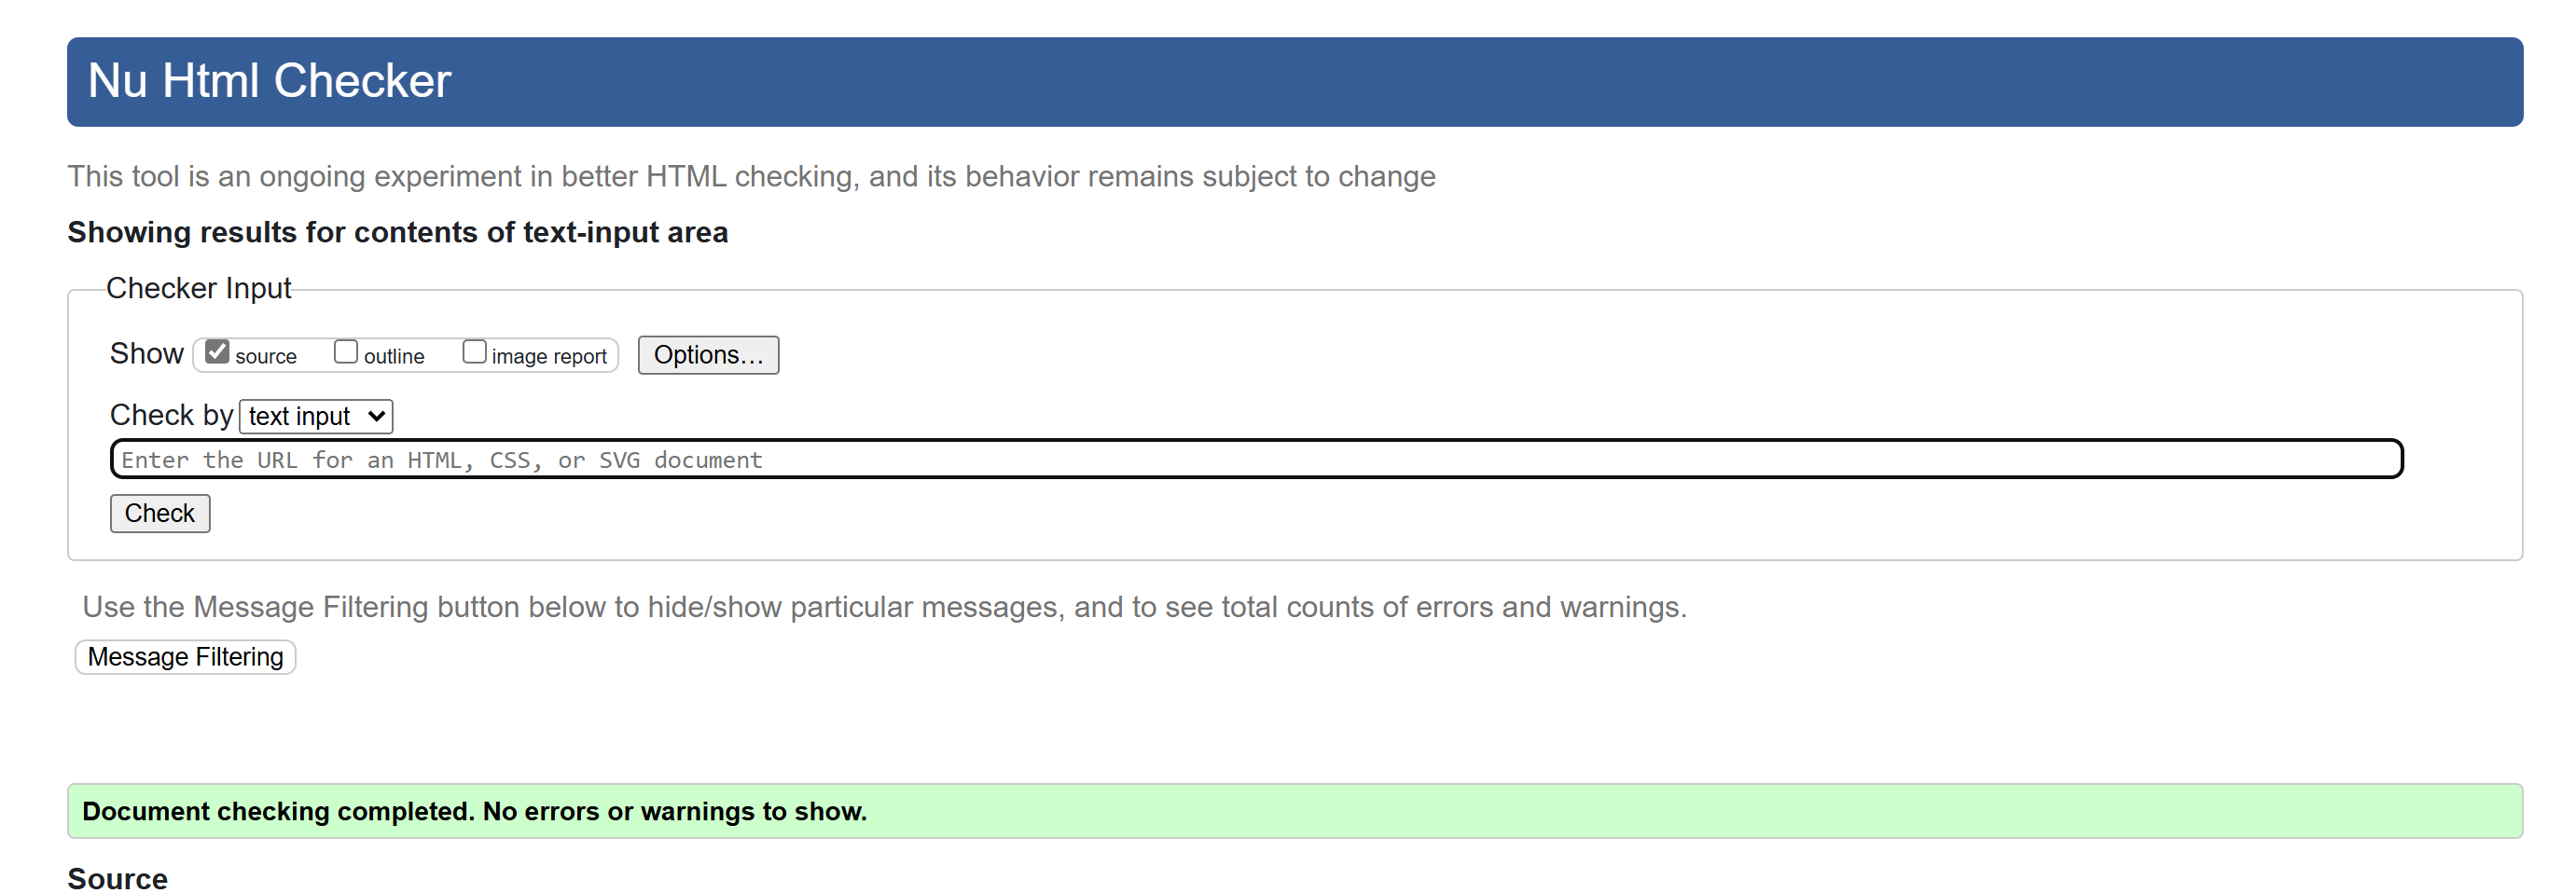 Nu Html Checker
This tool is an ongoing experiment in better HTML checking, and its behavior remains subject to change
Showing results for contents of text-input area
Checker Input
Show source outline image report Options…
Check by text input
Enter the URL for an HTML, CSS, or SVG document
Check
Use the Message Filtering button below to hide/show particular messages, and to see total counts of errors and warnings.
Message Filtering
Document checking completed. No errors or warnings to show.
Source